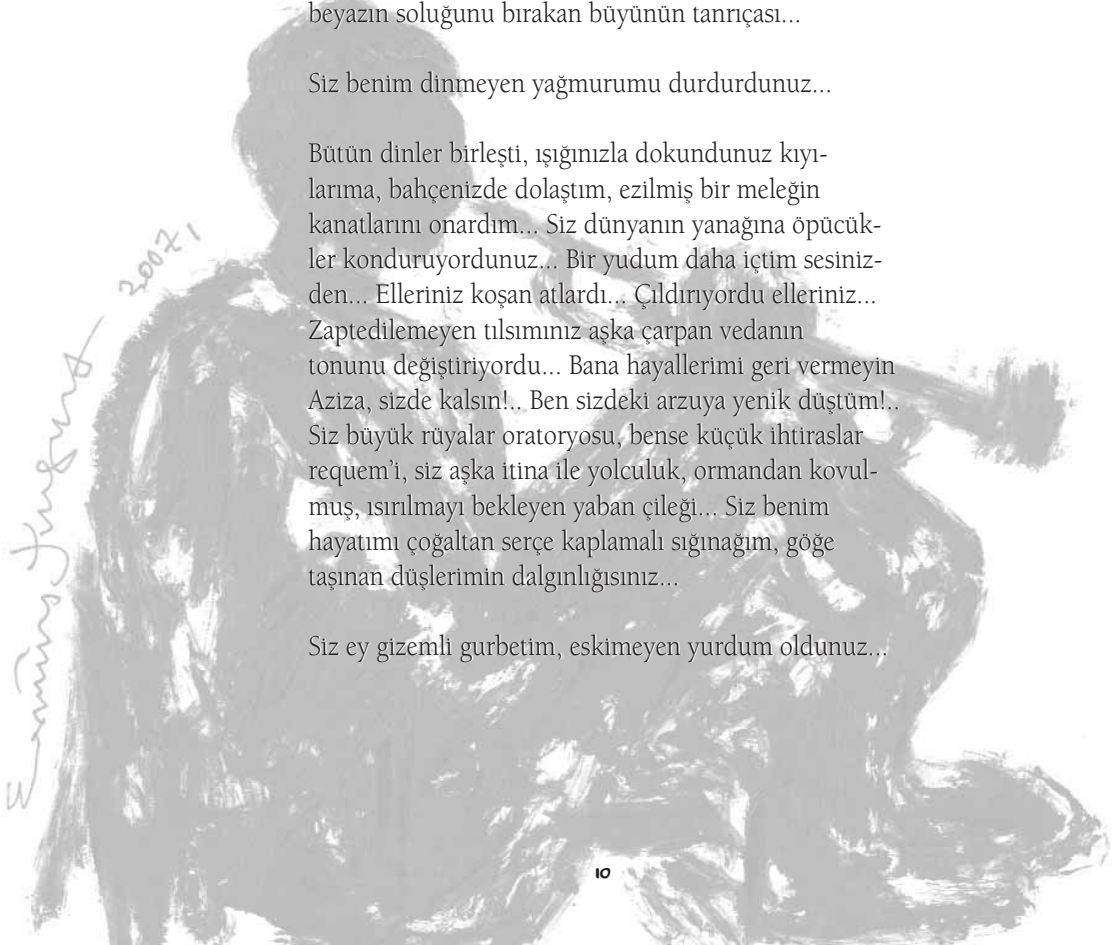 beyazın soluğunu bırakan büyünün tanrıçası...
Siz benim dinmeyen yağmurumu durdurdunuz...
Bütün dinler birleşti, ışığınızla dokundunuz kıyı-
larıma, bahçenizde dolaştım, ezilmiş bir meleğin
kanatlarını onardım... Siz dünyanın yanağına öpücük-
ler konduruyordunuz... Bir yudum daha içtim sesiniz-
den... Elleriniz koşan atlardı... Çıldırıyordu elleriniz...
Zaptedilemeyen tılsımınız aşka çarpan vedanın
tonunu değiştiriyordu... Bana hayallerimi geri vermeyin
Aziza, sizde kalsın!.. Ben sizdeki arzuya yenik düştüm!..
Siz büyük rüyalar oratoryosu, bense küçük ihtiraslar
requem’i, siz aşka itina ile yolculuk, ormandan kovul-
muş, ısırılmayı bekleyen yaban çileği... Siz benim
hayatımı çoğaltan serçe kaplamalı sığınağım, göğe
taşınan düşlerimin dalgınlığısınız...
Siz ey gizemli gurbetim, eskimeyen yurdum oldunuz...
10